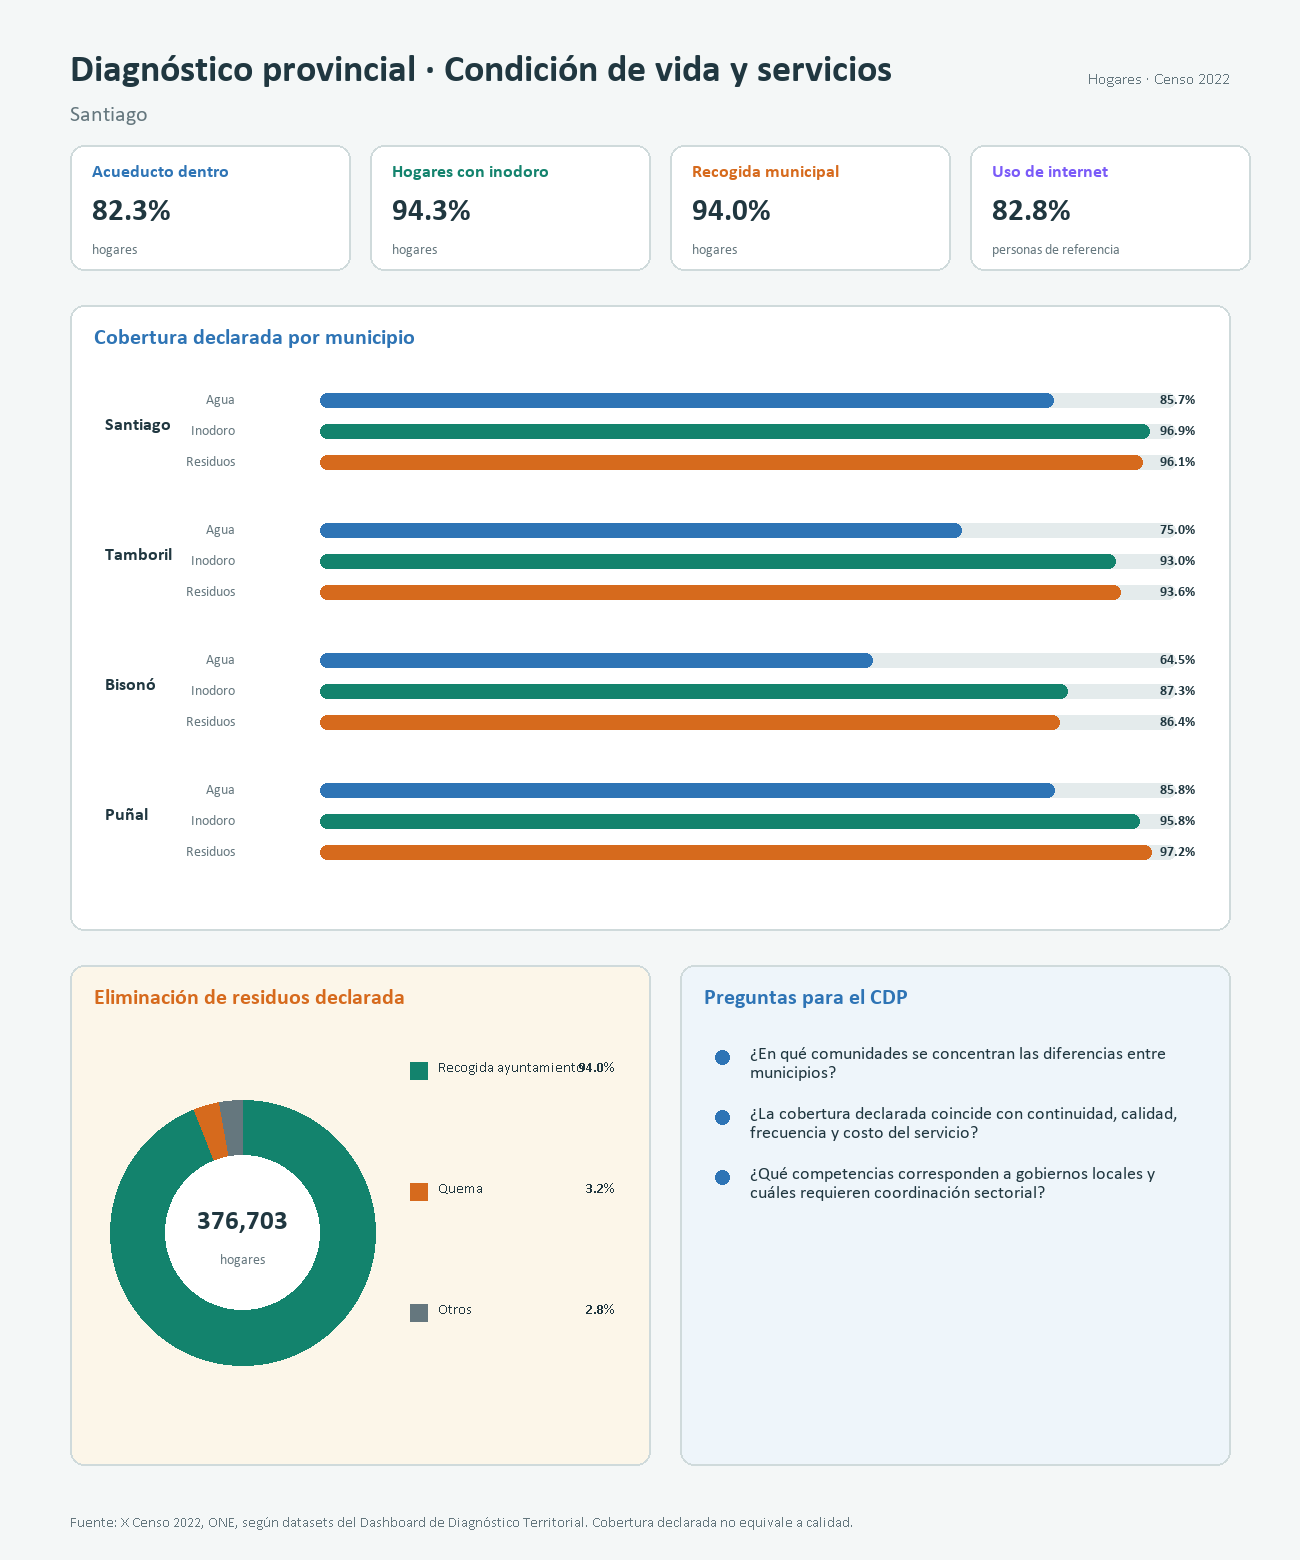 Diagnóstico provincial · Condición de vida y servicios
Hogares · Censo 2022
Santiago
Acueducto dentro
82.3%
hogares
Hogares con inodoro
94.3%
hogares
Recogida municipal
94.0%
hogares
Uso de internet
82.8%
personas de referencia
Cobertura declarada por municipio
Santiago
Agua 85.7%
Inodoro 96.9%
Residuos 96.1%
Tamboril
Agua 75.0%
Inodoro 93.0%
Residuos 93.6%
Bisonó
Agua 64.5%
Inodoro 87.3%
Residuos 86.4%
Puñal
Agua 85.8%
Inodoro 95.8%
Residuos 97.2%
Eliminación de residuos declarada
Recogida ayuntamiento 94.0%
Quema 3.2%
Otros 2.8%
376,703
hogares
Preguntas para el CDP
¿En qué comunidades se concentran las diferencias entre
municipios?
¿La cobertura declarada coincide con continuidad, calidad,
frecuencia y costo del servicio?
¿Qué competencias corresponden a gobiernos locales y
cuáles requieren coordinación sectorial?
Fuente: X Censo 2022, ONE, según datasets del Dashboard de Diagnóstico Territorial. Cobertura declarada no equivale a calidad.